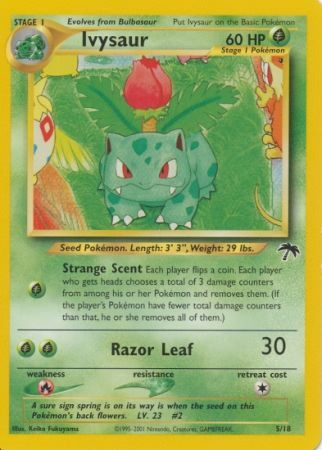 STAGE 1 Evolves from Bulbasaur Put Ivysaur on the Basic Pokémon
Ivysaur 60 HP
Stage 1 Pokémon
Seed Pokémon. Length: 3' 3", Weight: 29 lbs.
Strange Scent Each player flips a coin. Each player
who gets heads chooses a total of 3 damage counters
from among his or her Pokémon and removes them. (If
the player's Pokémon have fewer total damage counters
than that, he or she removes all of them.)
Razor Leaf 30
weakness resistance retreat cost
A sure sign spring is on its way is when the seed on this
Pokémon's back flowers. LV. 23 #2
Illus. Keiko Fukuyama ©1995-2001 Nintendo, Creatures, GAMEFREAK. 5/18